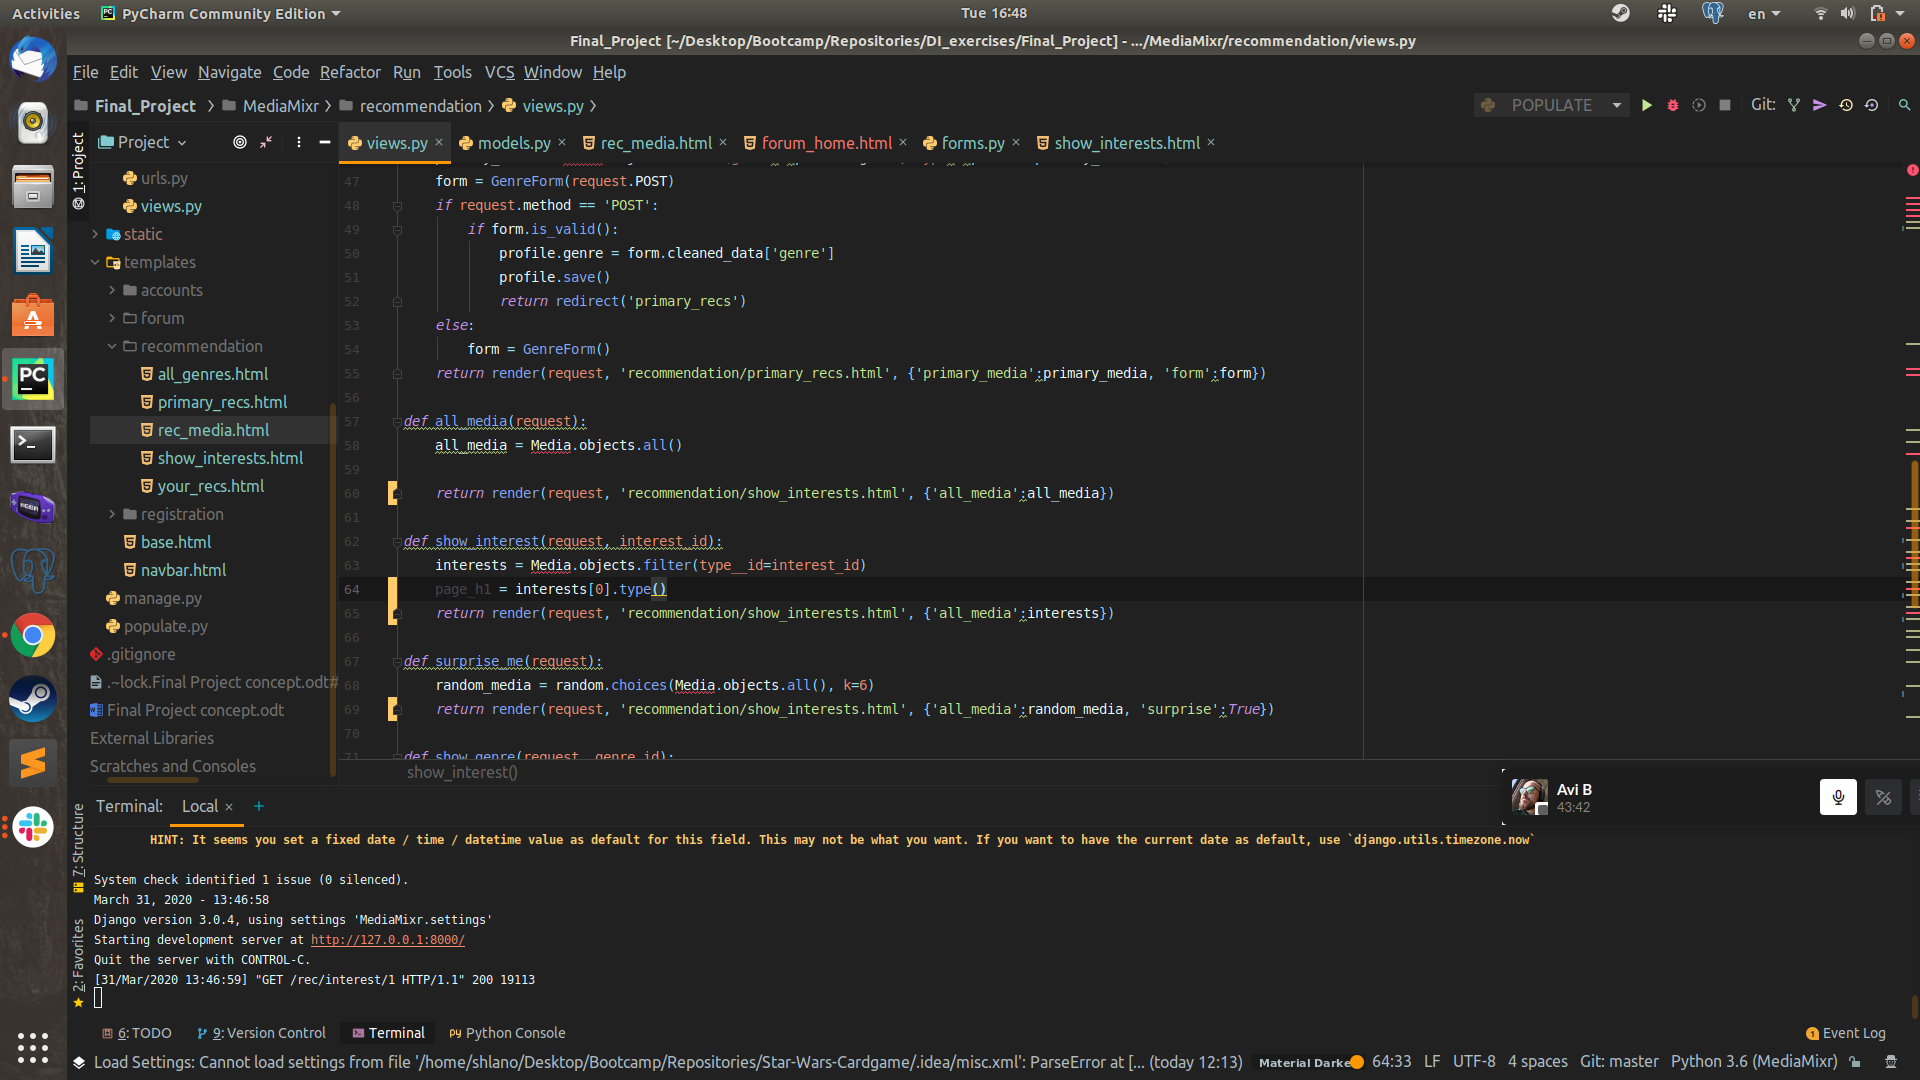 Activities PyCharm Community Edition Tue 16:48 en
Final_Project [~/Desktop/Bootcamp/Repositories/DI_exercises/Final_Project] - .../MediaMixr/recommendation/views.py
File Edit View Navigate Code Refactor Run Tools VCS Window Help
Final_Project MediaMixr recommendation views.py POPULATE Git:
1: Project
Project
views.py models.py rec_media.html forum_home.html forms.py show_interests.html
urls.py
views.py
static
templates
accounts
forum
recommendation
all_genres.html
primary_recs.html
rec_media.html
show_interests.html
your_recs.html
registration
base.html
navbar.html
manage.py
populate.py
.gitignore
.~lock.Final Project concept.odt#
Final Project concept.odt
External Libraries
Scratches and Consoles
47 form = GenreForm(request.POST)
48 if request.method == 'POST':
49 if form.is_valid():
50 profile.genre = form.cleaned_data['genre']
51 profile.save()
52 return redirect('primary_recs')
53 else:
54 form = GenreForm()
55 return render(request, 'recommendation/primary_recs.html', {'primary_media':primary_media, 'form':form})
56
57 def all_media(request):
58 all_media = Media.objects.all()
59
60 return render(request, 'recommendation/show_interests.html', {'all_media':all_media})
61
62 def show_interest(request, interest_id):
63 interests = Media.objects.filter(type__id=interest_id)
64 page_h1 = interests[0].type()
65 return render(request, 'recommendation/show_interests.html', {'all_media':interests})
66
67 def surprise_me(request):
68 random_media = random.choices(Media.objects.all(), k=6)
69 return render(request, 'recommendation/show_interests.html', {'all_media':random_media, 'surprise':True})
70
71 def show_genre(request, genre_id):
show_interest()
Avi B
43:42
Terminal: Local
7: Structure
2: Favorites
HINT: It seems you set a fixed date / time / datetime value as default for this field. This may not be what you want. If you want to have the current date as default, use `django.utils.timezone.now`
System check identified 1 issue (0 silenced).
March 31, 2020 - 13:46:58
Django version 3.0.4, using settings 'MediaMixr.settings'
Starting development server at http://127.0.0.1:8000/
Quit the server with CONTROL-C.
[31/Mar/2020 13:46:59] "GET /rec/interest/1 HTTP/1.1" 200 19113
6: TODO 9: Version Control Terminal Python Console 1 Event Log
Load Settings: Cannot load settings from file '/home/shlano/Desktop/Bootcamp/Repositories/Star-Wars-Cardgame/.idea/misc.xml': ParseError at [... (today 12:13) Material Darke 64:33 LF UTF-8 4 spaces Git: master Python 3.6 (MediaMixr)